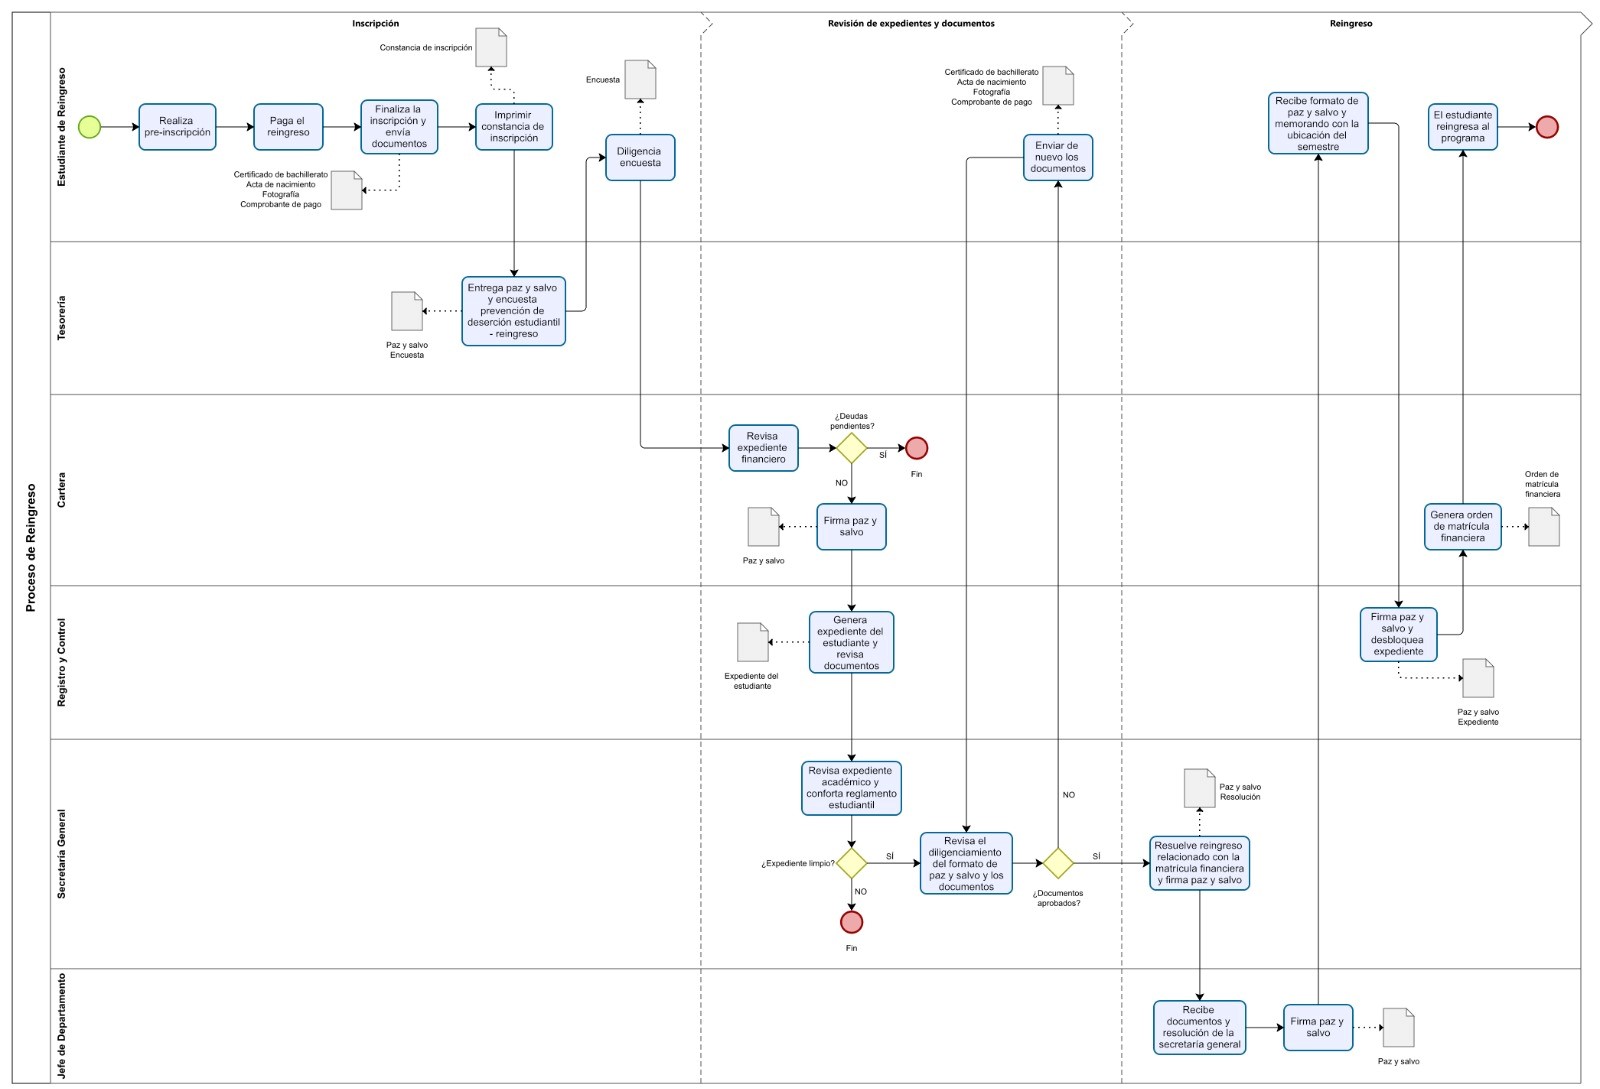 Proceso de Reingreso
Inscripción
Revisión de expedientes y documentos
Reingreso
Estudiante de Reingreso
Constancia de inscripción
Encuesta
Realiza
pre-inscripción
Paga el
reingreso
Finaliza la
inscripción y
envía
documentos
Imprimir
constancia de
inscripción
Diligencia
encuesta
Certificado de bachillerato
Acta de nacimiento
Fotografía
Comprobante de pago
Certificado de bachillerato
Acta de nacimiento
Fotografía
Comprobante de pago
Enviar de
nuevo los
documentos
Recibe formato de
paz y salvo y
memorando con la
ubicación del
semestre
El estudiante
reingresa al
programa
Tesorería
Entrega paz y salvo
y encuesta
prevención de
deserción estudiantil
- reingreso
Paz y salvo
Encuesta
Cartera
Revisa
expediente
financiero
¿Deudas
pendientes?
SÍ
Fin
NO
Firma paz y
salvo
Paz y salvo
Orden de
matrícula
financiera
Genera orden
de matrícula
financiera
Registro y Control
Genera
expediente del
estudiante y
revisa
documentos
Expediente del
estudiante
Firma paz y
salvo y
desbloquea
expediente
Paz y salvo
Expediente
Secretaría General
Revisa expediente
académico y
conforta reglamento
estudiantil
¿Expediente limpio?
SÍ
NO
Fin
Revisa el
diligenciamiento
del formato de
paz y salvo y los
documentos
NO
SÍ
¿Documentos
aprobados?
Paz y salvo
Resolución
Resuelve reingreso
relacionado con la
matrícula financiera
y firma paz y salvo
Jefe de Departamento
Recibe
documentos y
resolución de la
secretaría general
Firma paz y
salvo
Paz y salvo